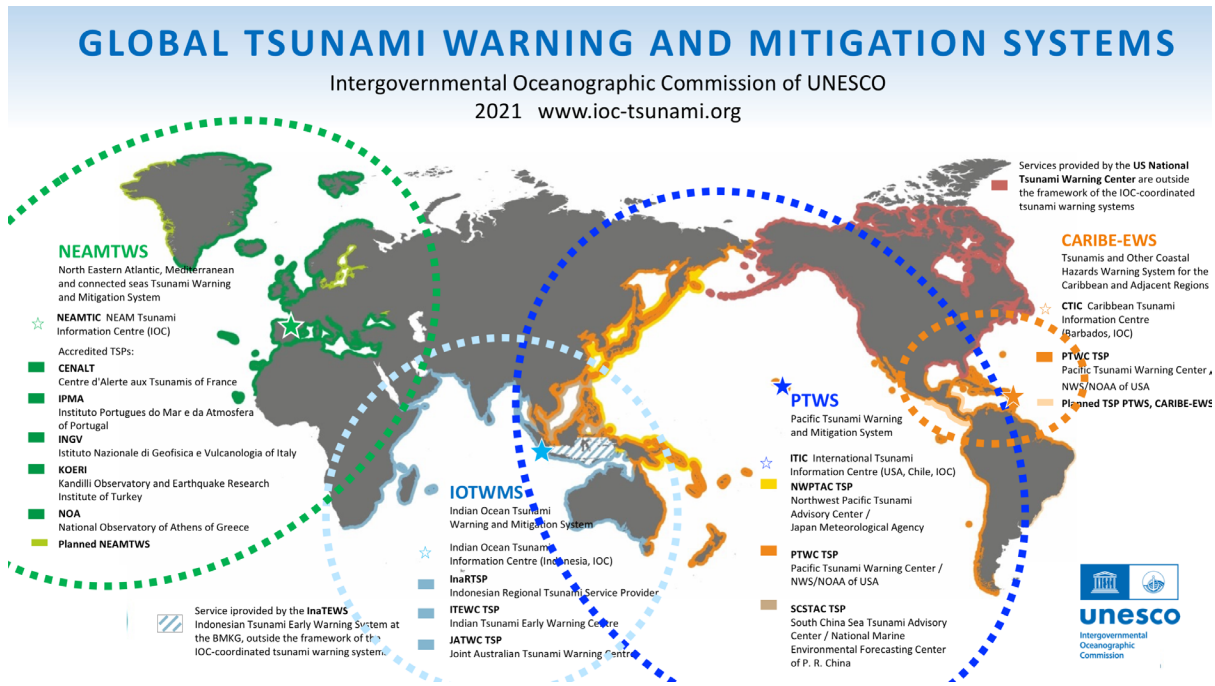 GLOBAL TSUNAMI WARNING AND MITIGATION SYSTEMS
Intergovernmental Oceanographic Commission of UNESCO
2021 www.ioc-tsunami.org
NEAMTWS
North Eastern Atlantic, Mediterranean
and connected seas Tsunami Warning
and Mitigation System
NEAMTIC NEAM Tsunami
Information Centre (IOC)
Accredited TSPs:
CENALT
Centre d'Alerte aux Tsunamis of France
IPMA
Instituto Portugues do Mar e da Atmosfera
of Portugal
INGV
Istituto Nazionale di Geofisica e Vulcanologia of Italy
KOERI
Kandilli Observatory and Earthquake Research
Institute of Turkey
NOA
National Observatory of Athens of Greece
Planned NEAMTWS
Service iprovided by the InaTEWS
Indonesian Tsunami Early Warning System at
the BMKG, outside the framework of the
IOC-coordinated tsunami warning system.
IOTWMS
Indian Ocean Tsunami
Warning and Mitigation System
Indian Ocean Tsunami
Information Centre (Indonesia, IOC)
InaRTSP
Indonesian Regional Tsunami Service Provider
ITEWC TSP
Indian Tsunami Early Warning Centre
JATWC TSP
Joint Australian Tsunami Warning Centre
PTWS
Pacific Tsunami Warning
and Mitigation System
ITIC International Tsunami
Information Centre (USA, Chile, IOC)
NWPTAC TSP
Northwest Pacific Tsunami
Advisory Center /
Japan Meteorological Agency
PTWC TSP
Pacific Tsunami Warning Center /
NWS/NOAA of USA
SCSTAC TSP
South China Sea Tsunami Advisory
Center / National Marine
Environmental Forecasting Center
of P. R. China
Services provided by the US National
Tsunami Warning Center are outside
the framework of the IOC-coordinated
tsunami warning systems
CARIBE-EWS
Tsunamis and Other Coastal
Hazards Warning System for the
Caribbean and Adjacent Regions
CTIC Caribbean Tsunami
Information Centre
(Barbados, IOC)
PTWC TSP
Pacific Tsunami Warning Center
NWS/NOAA of USA
Planned TSP PTWS, CARIBE-EWS
unesco
Intergovernmental
Oceanographic
Commission